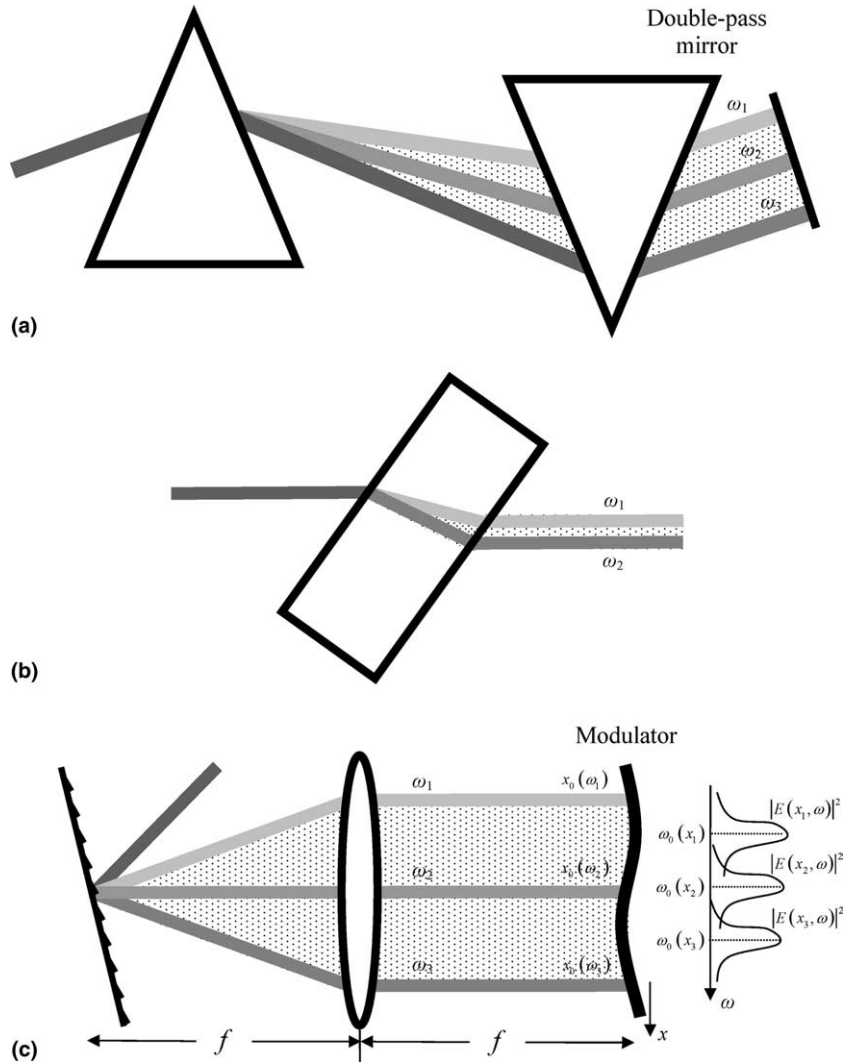 Double-pass
mirror
ω₁
ω₂
ω₃
(a)
ω₁
ω₂
(b)
Modulator
ω₁ x₀(ω₁)
|E(x₁, ω)|²
ω₀(x₁)
ω₂ x₀(ω₂)
|E(x₂, ω)|²
ω₀(x₂)
|E(x₃, ω)|²
ω₀(x₃)
ω₃ x₀(ω₃)
ω
x
f f
(c)